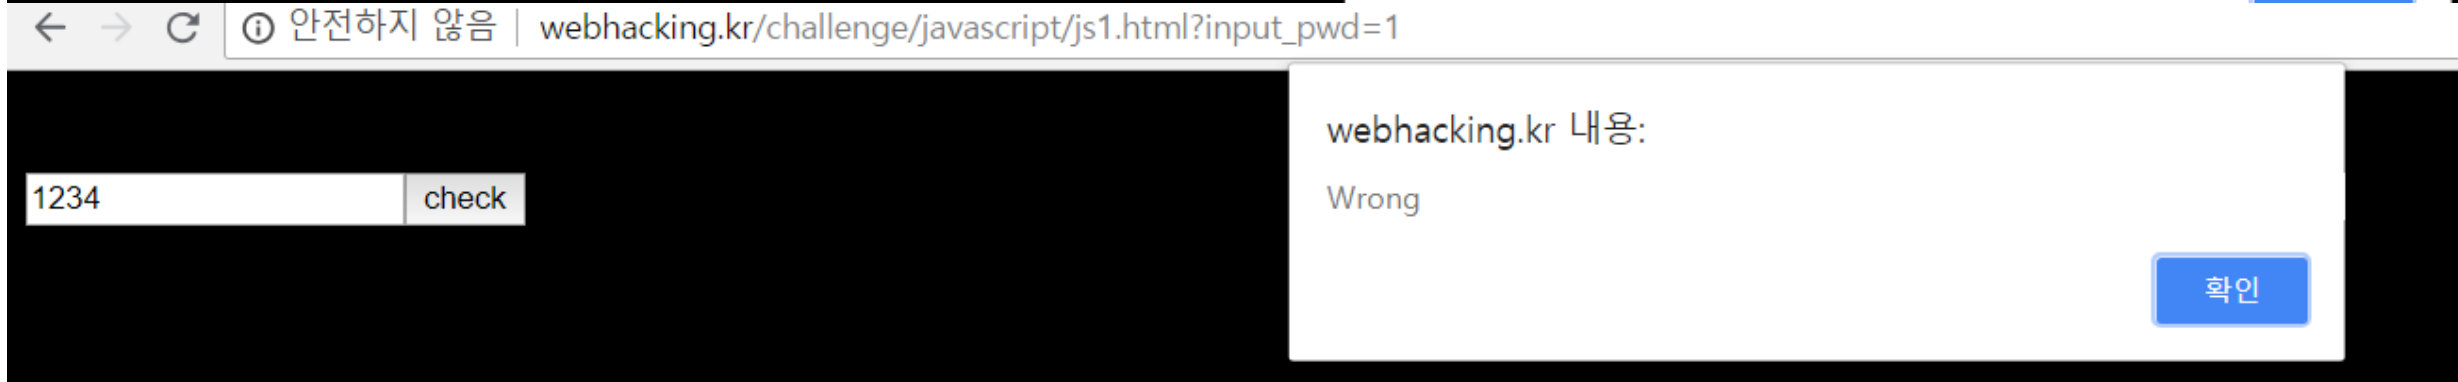 안전하지 않음 | webhacking.kr/challenge/javascript/js1.html?input_pwd=1
webhacking.kr 내용:
Wrong
확인
1234 check